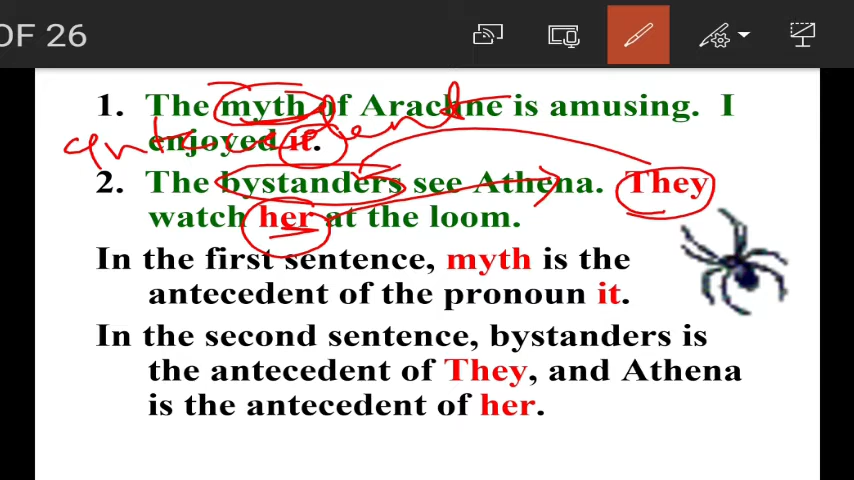 OF 26
1. The myth of Arachne is amusing. I
antecedent
enjoyed it.
2. The bystanders see Athena. They
watch her at the loom.
In the first sentence, myth is the
antecedent of the pronoun it.
In the second sentence, bystanders is
the antecedent of They, and Athena
is the antecedent of her.